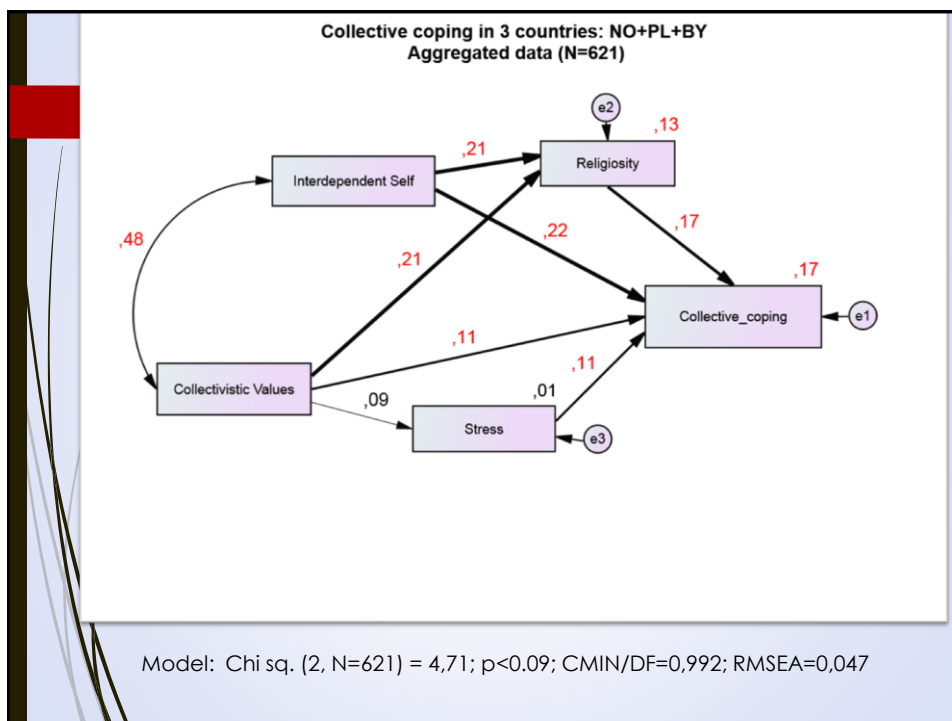 Collective coping in 3 countries: NO+PL+BY
Aggregated data (N=621)
e2
,13
,21
Religiosity
Interdependent Self
,48
,22
,17
,21
,17
Collective_coping
e1
,11
,11
Collectivistic Values
,09
,01
Stress
e3
Model: Chi sq. (2, N=621) = 4,71; p<0.09; CMIN/DF=0,992; RMSEA=0,047